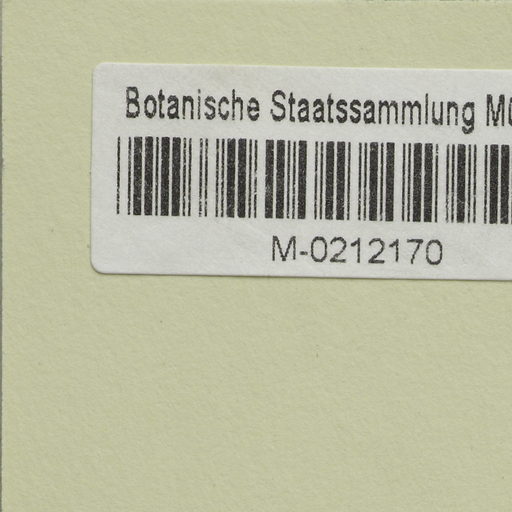 Botanische Staatssammlung Mü
M-0212170